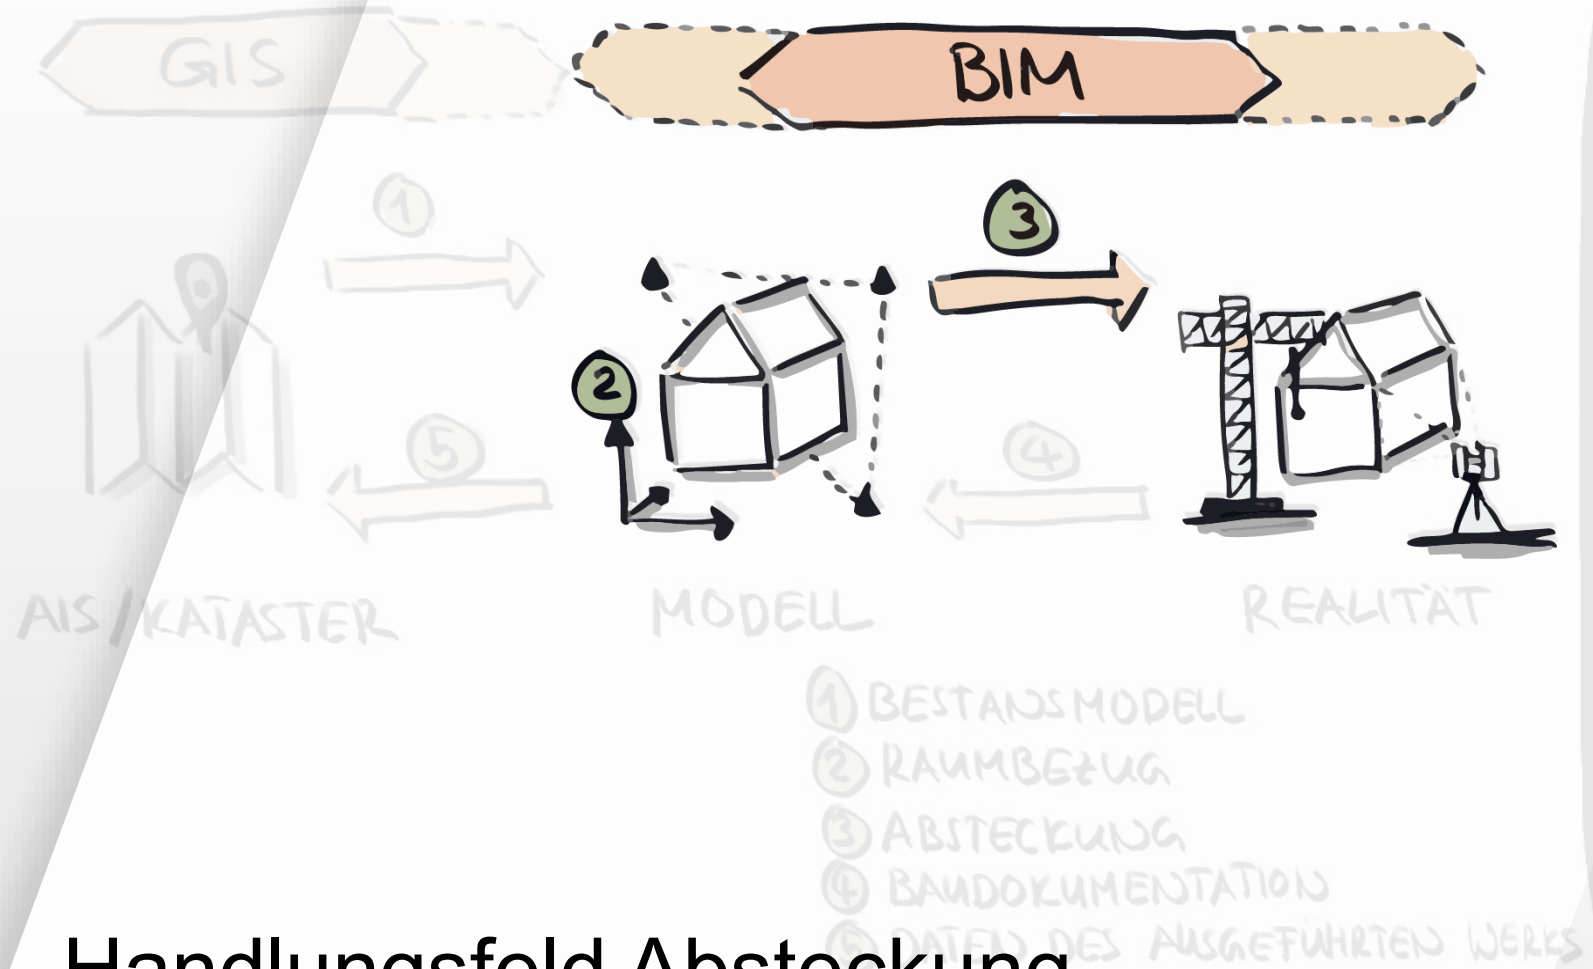 GIS
BIM
1
3
2
5
4
AIS/KATASTER
MODELL
REALITÄT
1 BESTANSMODELL
2 RAUMBEZUG
3 ABSTECKUNG
4 BAUDOKUMENTATION
5 DATEN DES AUSGEFÜHRTEN WERKS
Handlungsfeld Absteckung